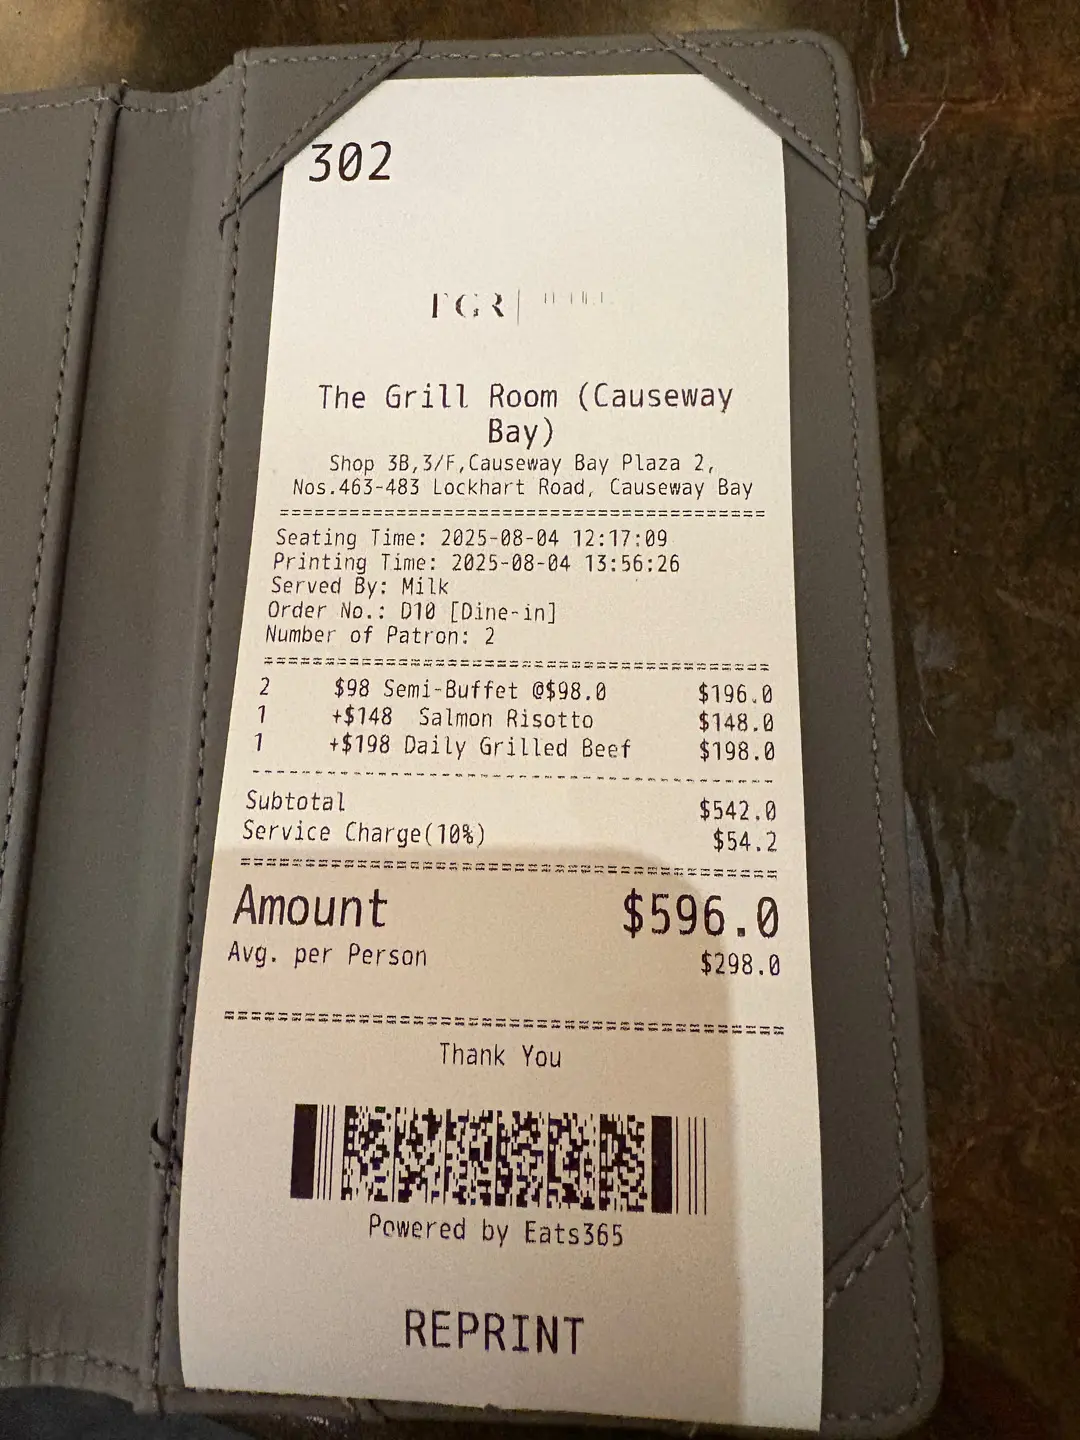 302
The Grill Room (Causeway
Bay)
Shop 3B,3/F,Causeway Bay Plaza 2,
Nos.463-483 Lockhart Road, Causeway Bay
Seating Time: 2025-08-04 12:17:09
Printing Time: 2025-08-04 13:56:26
Served By: Milk
Order No.: D10 [Dine-in]
Number of Patron: 2
2 $98 Semi-Buffet @$98.0 $196.0
1 +$148 Salmon Risotto $148.0
1 +$198 Daily Grilled Beef $198.0
Subtotal $542.0
Service Charge(10%) $54.2
Amount $596.0
Avg. per Person $298.0
Thank You
Powered by Eats365
REPRINT